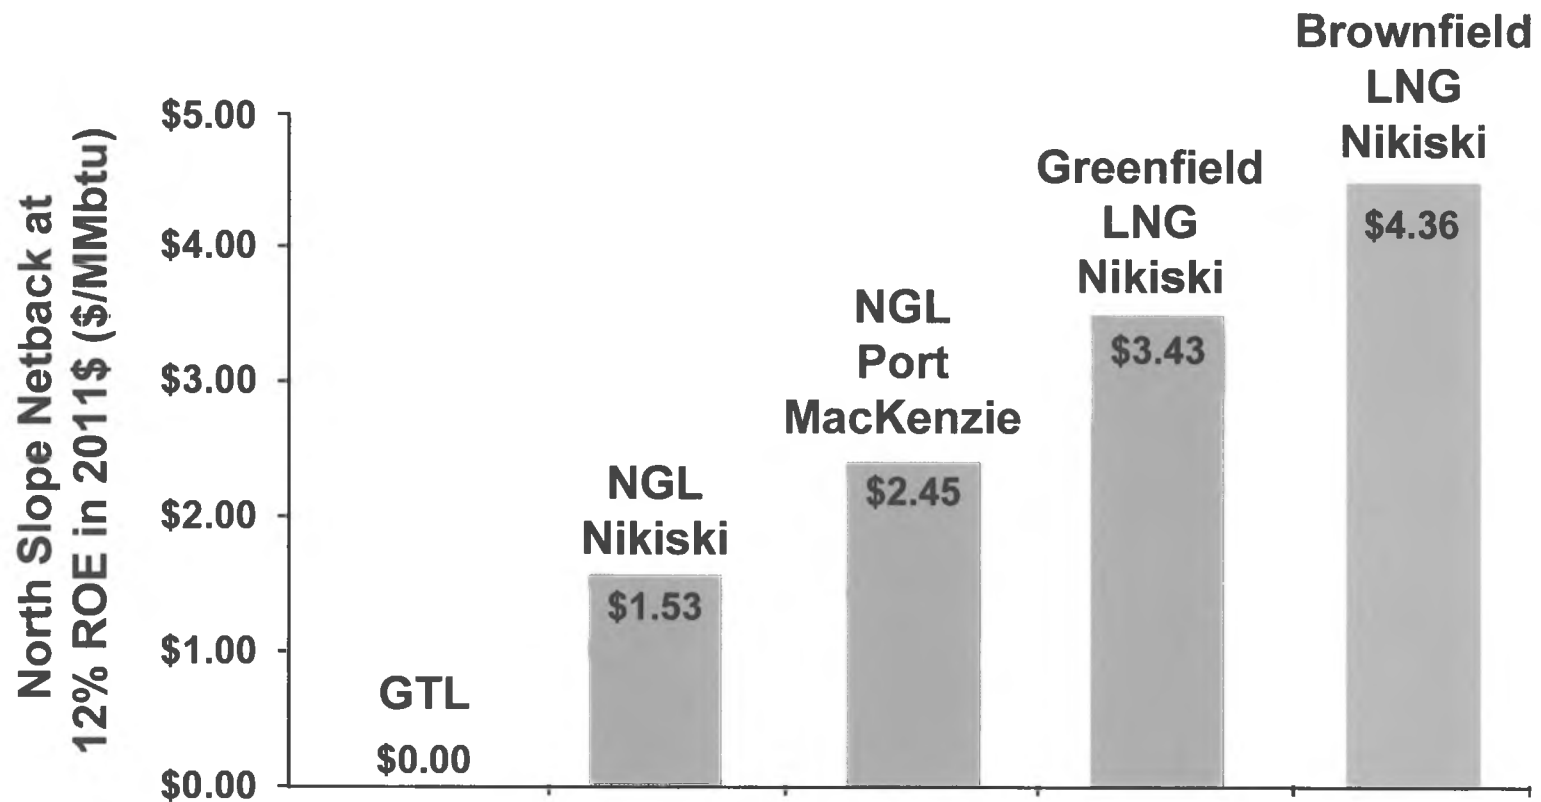 North Slope Netback at
12% ROE in 2011$ ($/MMbtu)
$5.00
$4.00
$3.00
$2.00
$1.00
$0.00
GTL
$0.00
NGL
Nikiski
$1.53
NGL
Port
MacKenzie
$2.45
Greenfield
LNG
Nikiski
$3.43
Brownfield
LNG
Nikiski
$4.36